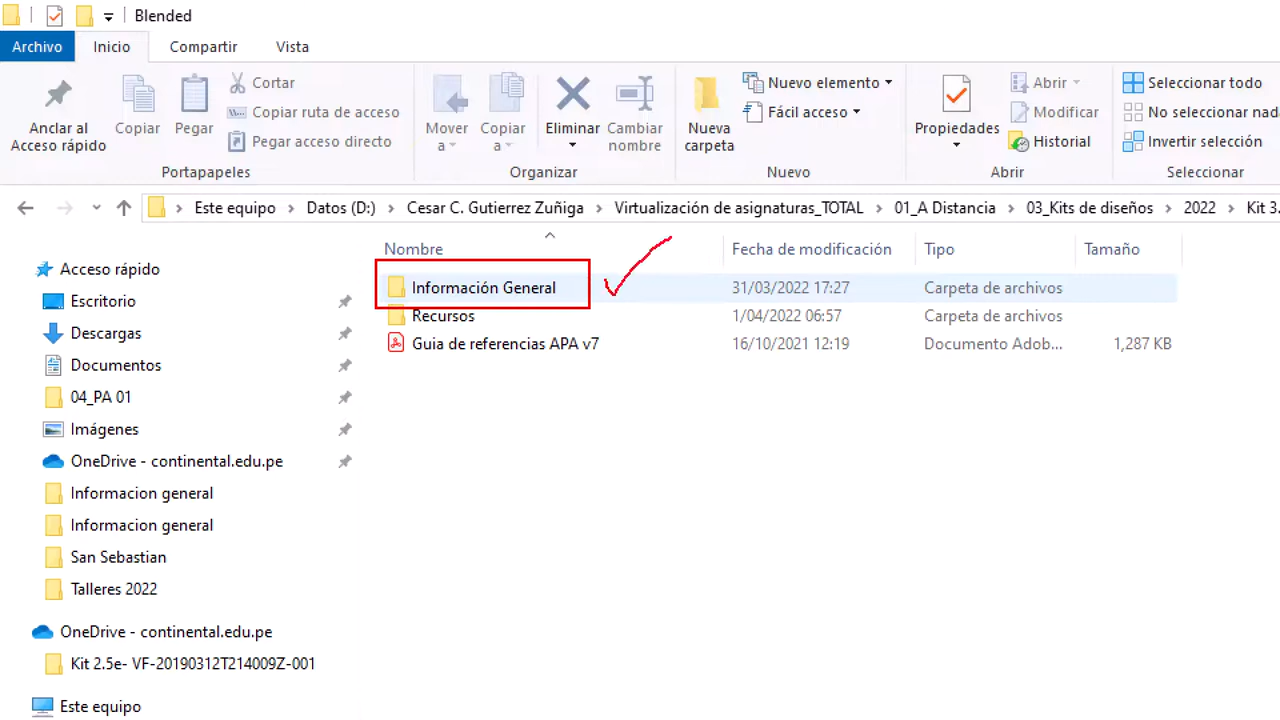 Blended
Archivo Inicio Compartir Vista
Anclar al Acceso rápido
Copiar
Pegar
Cortar
Copiar ruta de acceso
Pegar acceso directo
Portapapeles
Mover a
Copiar a
Eliminar
Cambiar nombre
Organizar
Nueva carpeta
Nuevo elemento
Fácil acceso
Nuevo
Propiedades
Abrir
Modificar
Historial
Abrir
Seleccionar todo
No seleccionar nad
Invertir selección
Seleccionar
Este equipo > Datos (D:) > Cesar C. Gutierrez Zuñiga > Virtualización de asignaturas_TOTAL > 01_A Distancia > 03_Kits de diseños > 2022 > Kit 3.
Nombre Fecha de modificación Tipo Tamaño
Información General 31/03/2022 17:27 Carpeta de archivos
Recursos 1/04/2022 06:57 Carpeta de archivos
Guia de referencias APA v7 16/10/2021 12:19 Documento Adob... 1,287 KB
Acceso rápido
Escritorio
Descargas
Documentos
04_PA 01
Imágenes
OneDrive - continental.edu.pe
Informacion general
Informacion general
San Sebastian
Talleres 2022
OneDrive - continental.edu.pe
Kit 2.5e- VF-20190312T214009Z-001
Este equipo